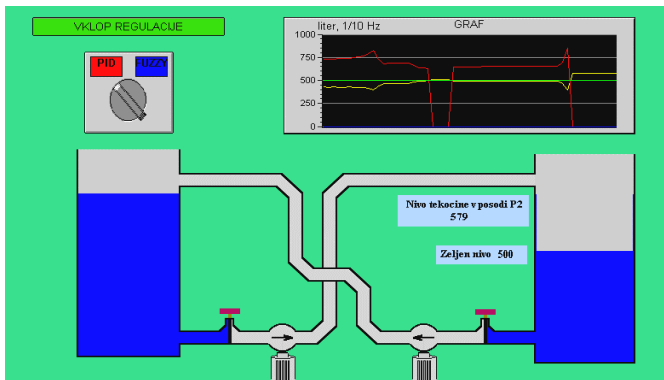 VKLOP REGULACIJE
PID
FUZZY
liter, 1/10 Hz
GRAF
1000
750
500
250
0
Nivo tekocine v posodi P2
579
Zeljen nivo 500